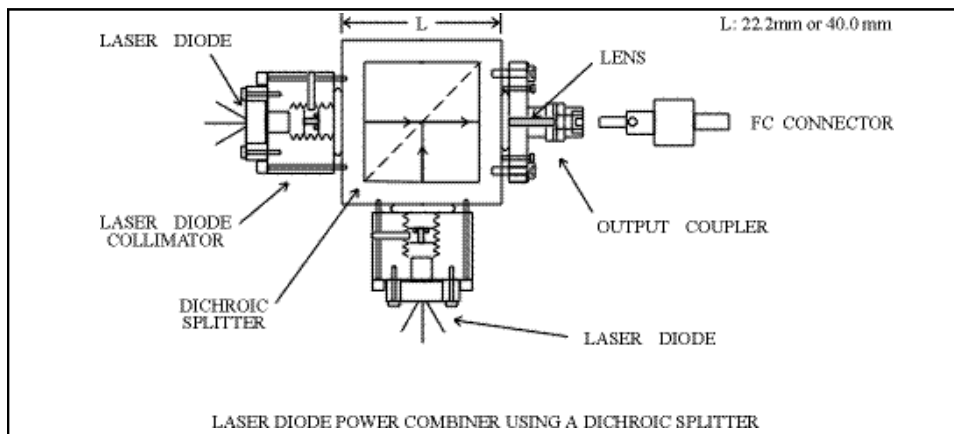 L
L: 22.2mm or 40.0 mm
LASER DIODE
LENS
FC CONNECTOR
LASER DIODE
COLLIMATOR
OUTPUT COUPLER
DICHROIC
SPLITTER
LASER DIODE
LASER DIODE POWER COMBINER USING A DICHROIC SPLITTER